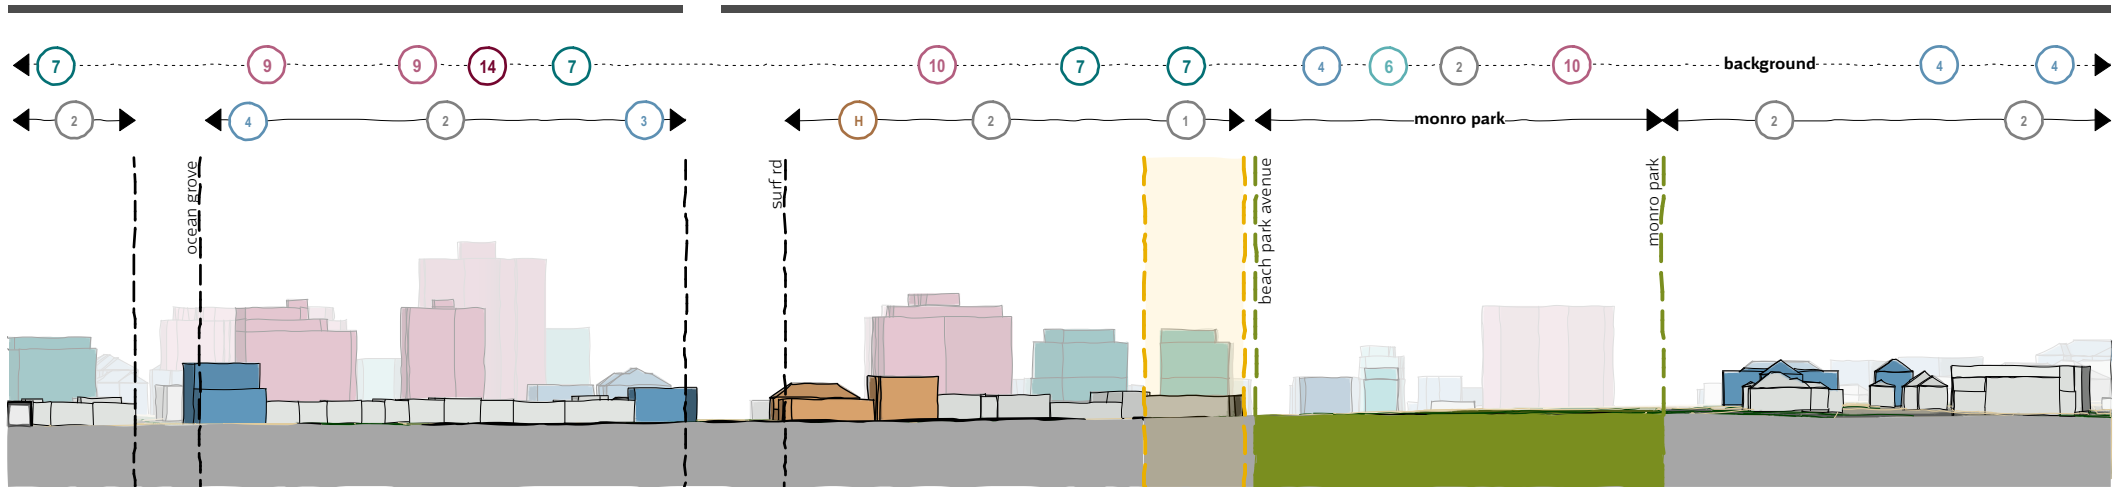 7 9 9 14 7 10 7 7 4 6 2 10 background 4 4
2 4 2 3 H 2 1 monro park 2 2
ocean grove
surf rd
beach park avenue
monro park